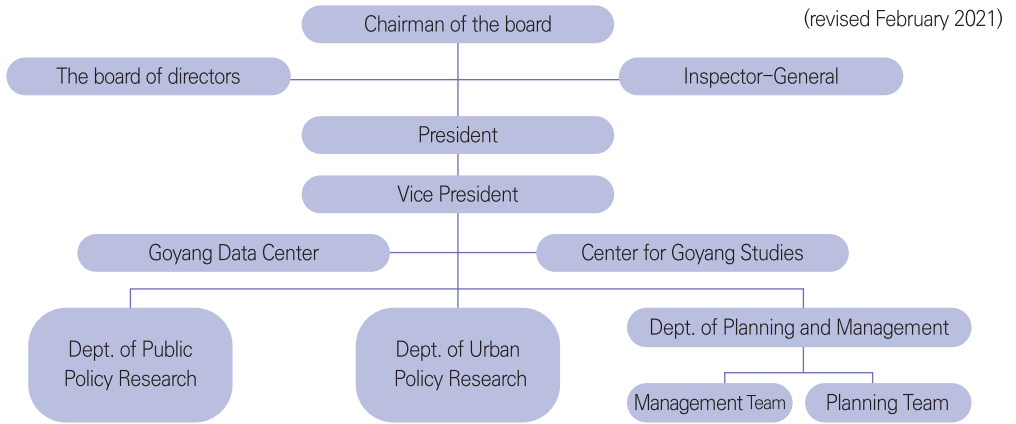 Chairman of the board
(revised February 2021)
The board of directors
Inspector-General
President
Vice President
Goyang Data Center
Center for Goyang Studies
Dept. of Public
Policy Research
Dept. of Urban
Policy Research
Dept. of Planning and Management
Management Team
Planning Team